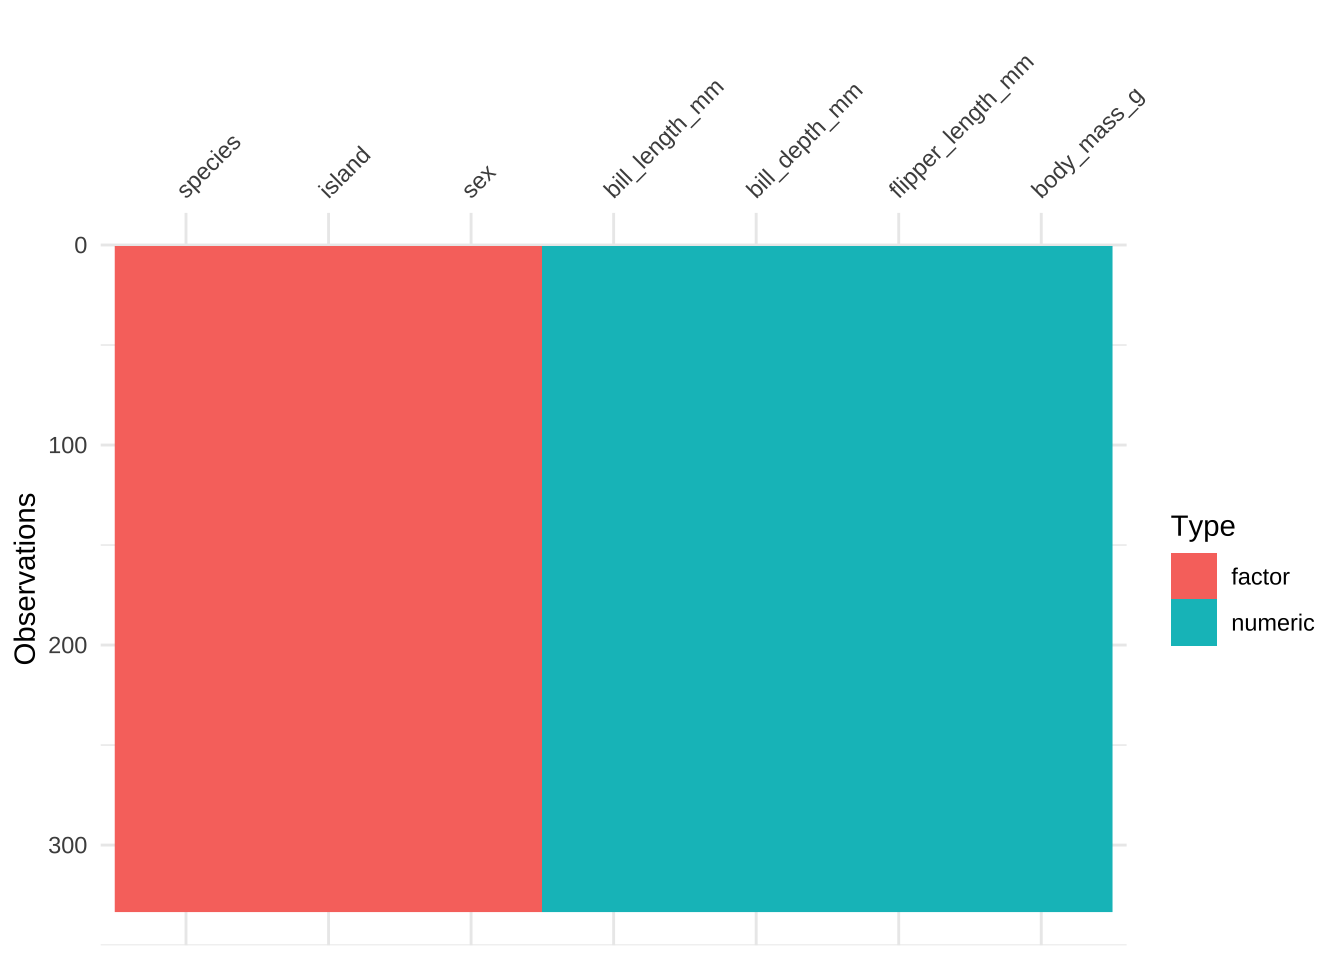 species
island
sex
bill_length_mm
bill_depth_mm
flipper_length_mm
body_mass_g
0
100
200
300
Observations
Type
factor
numeric